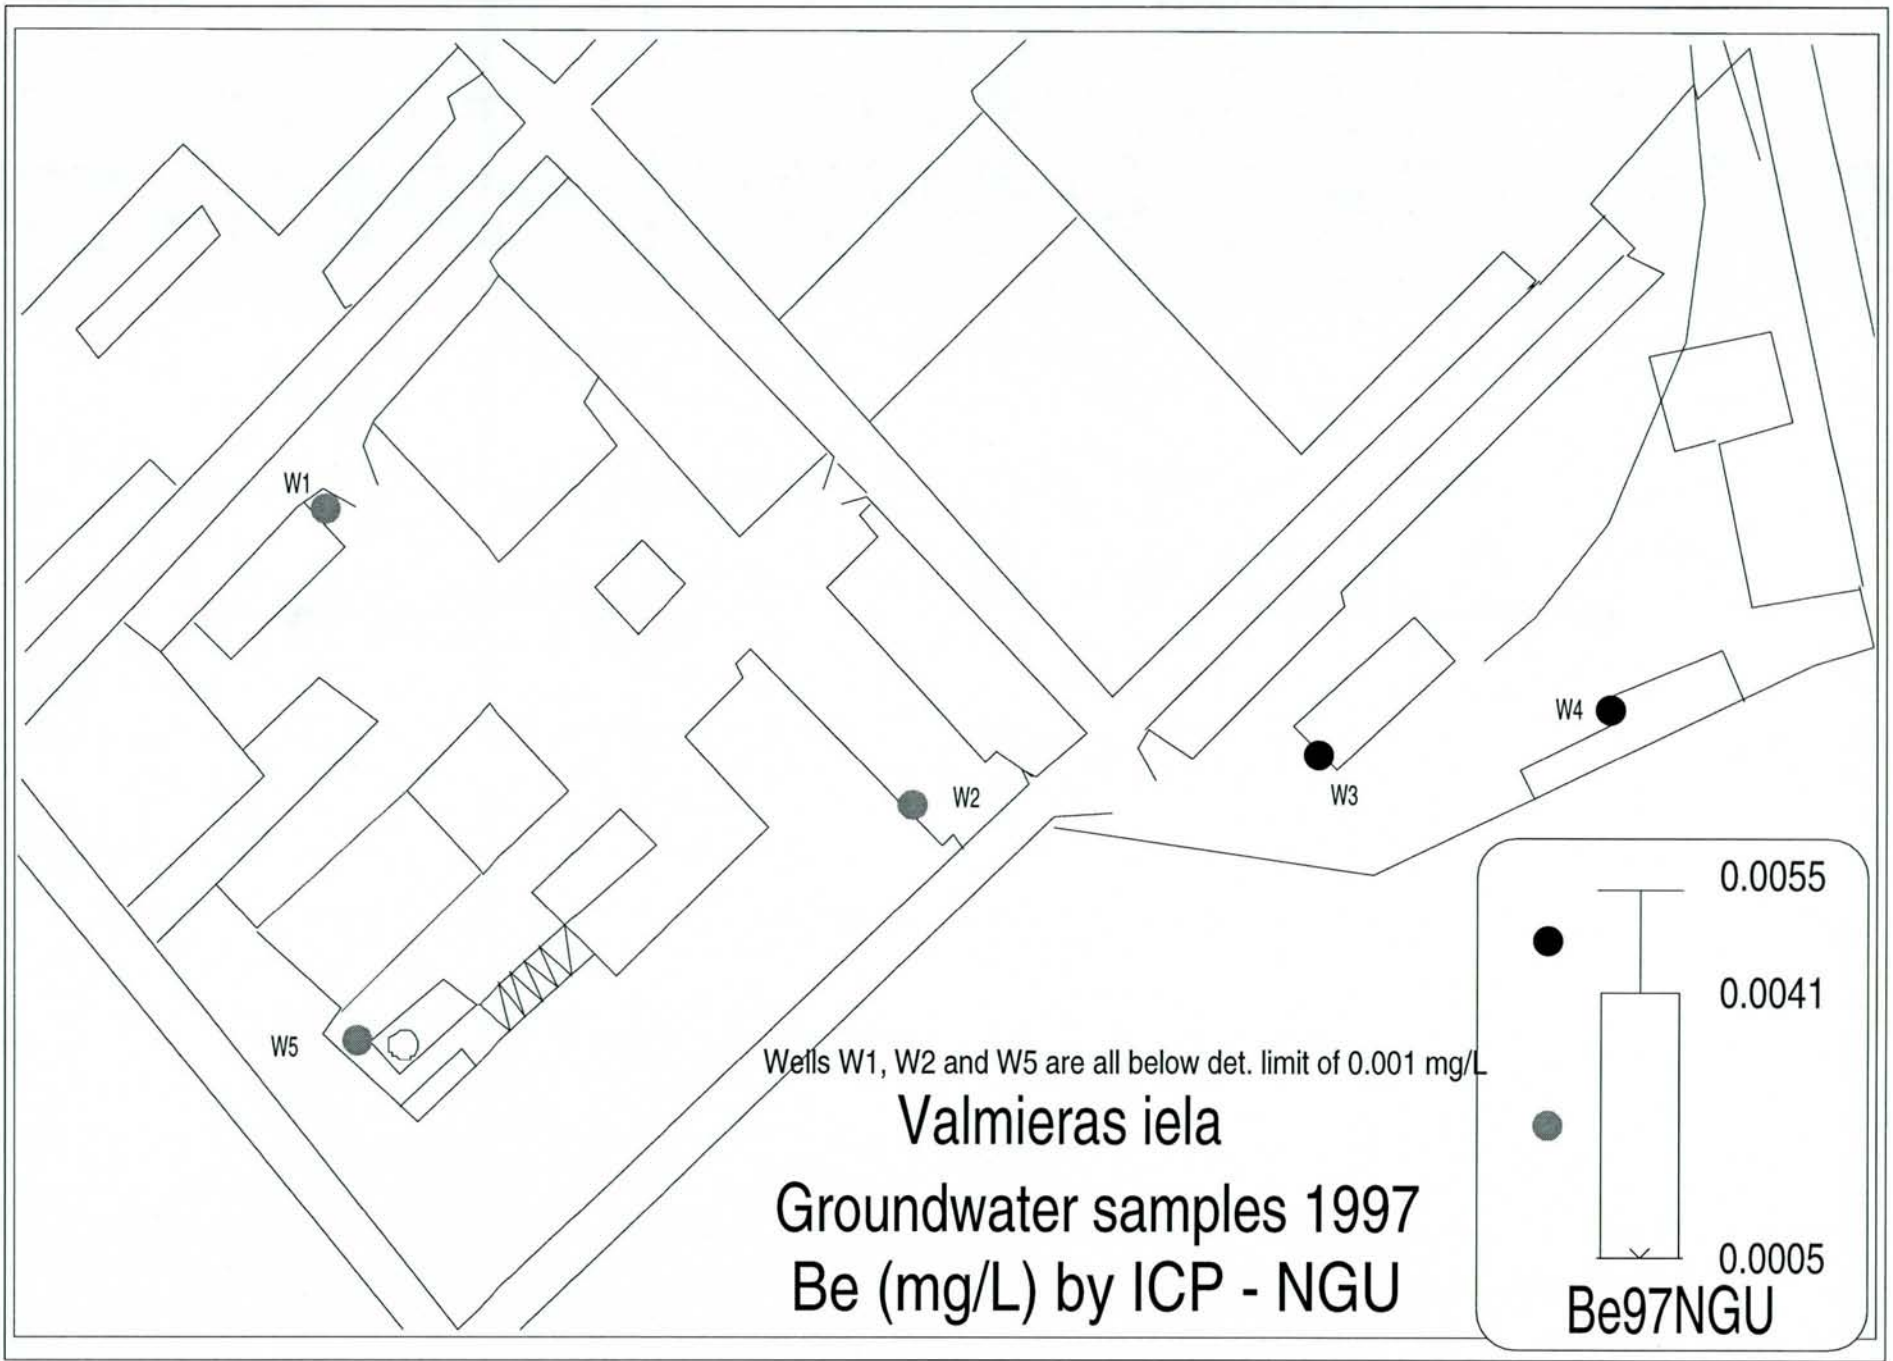 W1
W2
W3
W4
W5
Wells W1, W2 and W5 are all below det. limit of 0.001 mg/L
Valmieras iela
Groundwater samples 1997
Be (mg/L) by ICP - NGU
0.0055
0.0041
0.0005
Be97NGU